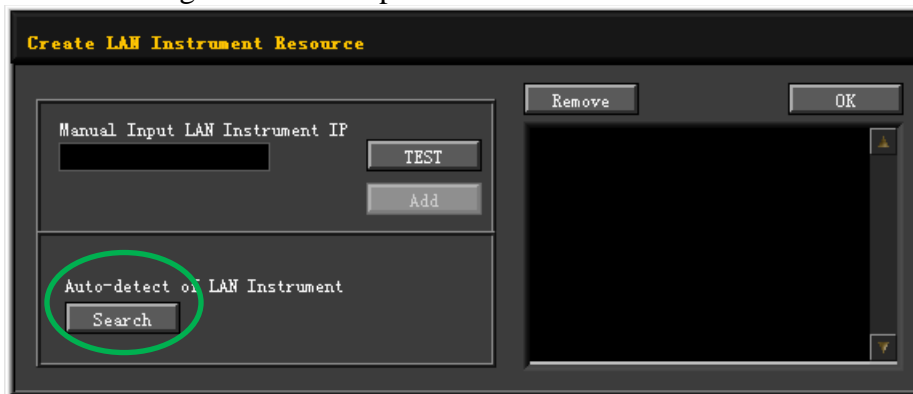 Create LAN Instrument Resource
Remove
OK
Manual Input LAN Instrument IP
TEST
Add
Auto-detect of LAN Instrument
Search